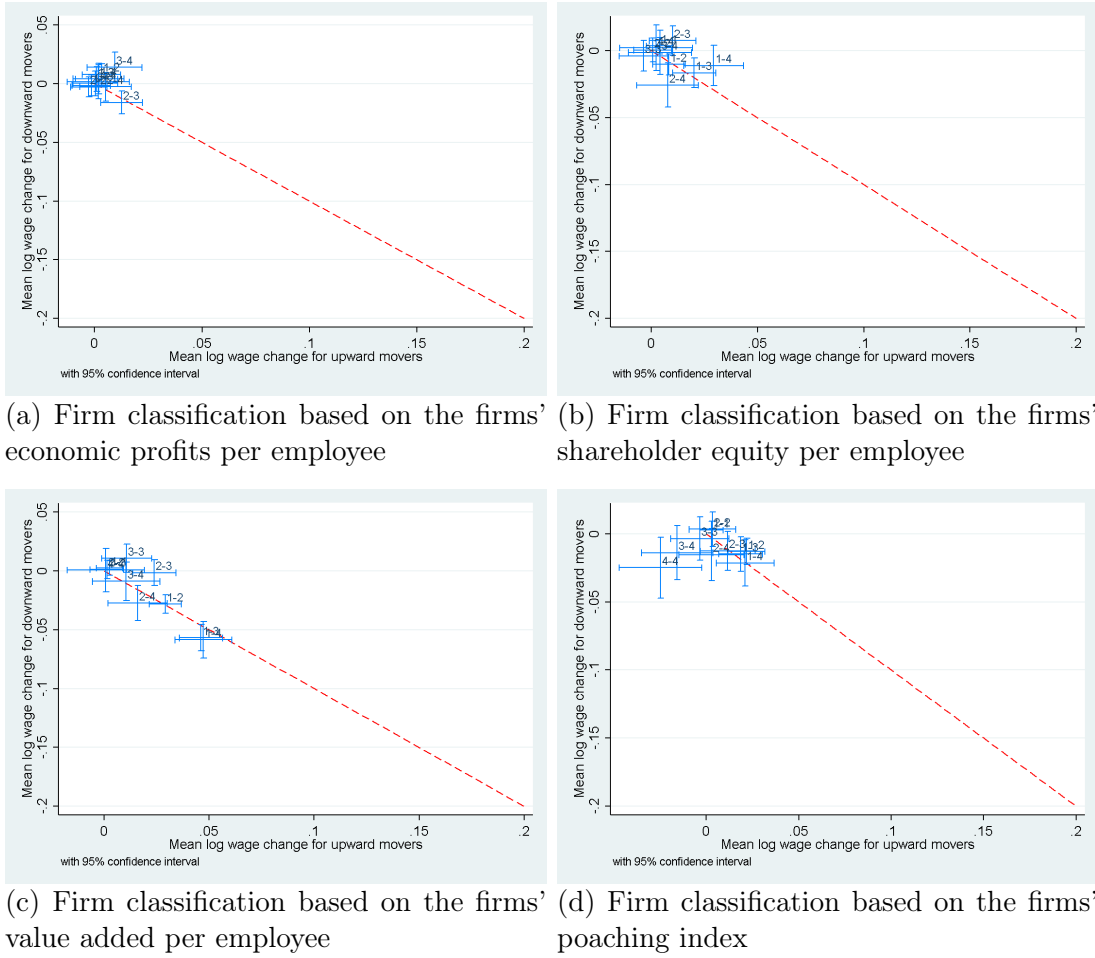 Mean log wage change for downward movers
.05
0
-.05
-.1
-.15
-.2
3-4
2-3
0
.05
.1
.15
.2
Mean log wage change for upward movers
with 95% confidence interval
(a) Firm classification based on the firms'
economic profits per employee
Mean log wage change for downward movers
0
-.05
-.1
-.15
-.2
2-3
1-2
1-3
1-4
2-4
0
.05
.1
.15
.2
Mean log wage change for upward movers
with 95% confidence interval
(b) Firm classification based on the firms'
shareholder equity per employee
Mean log wage change for downward movers
.05
0
-.05
-.1
-.15
-.2
3-3
2-3
3-4
2-4
1-2
0
.05
.1
.15
.2
Mean log wage change for upward movers
with 95% confidence interval
(c) Firm classification based on the firms'
value added per employee
Mean log wage change for downward movers
0
-.05
-.1
-.15
-.2
3-3
2-3
3-4
2-4
4-4
0
.05
.1
.15
.2
Mean log wage change for upward movers
with 95% confidence interval
(d) Firm classification based on the firms'
poaching index